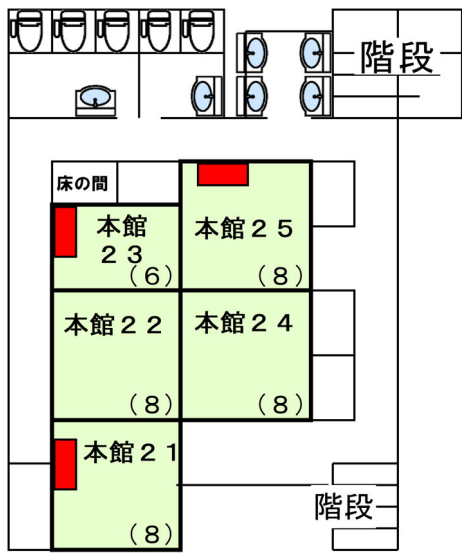 階段
床の間
本館
２３
（６）
本館２５
（８）
本館２２
（８）
本館２４
（８）
本館２１
（８）
階段